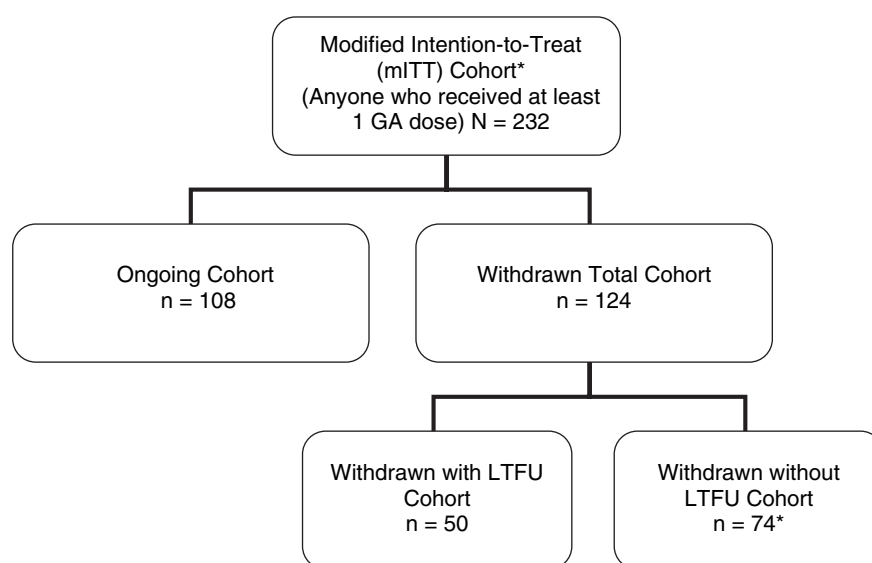 Modified Intention-to-Treat
(mITT) Cohort*
(Anyone who received at least
1 GA dose) N = 232
Ongoing Cohort
n = 108
Withdrawn Total Cohort
n = 124
Withdrawn with LTFU
Cohort
n = 50
Withdrawn without
LTFU Cohort
n = 74*